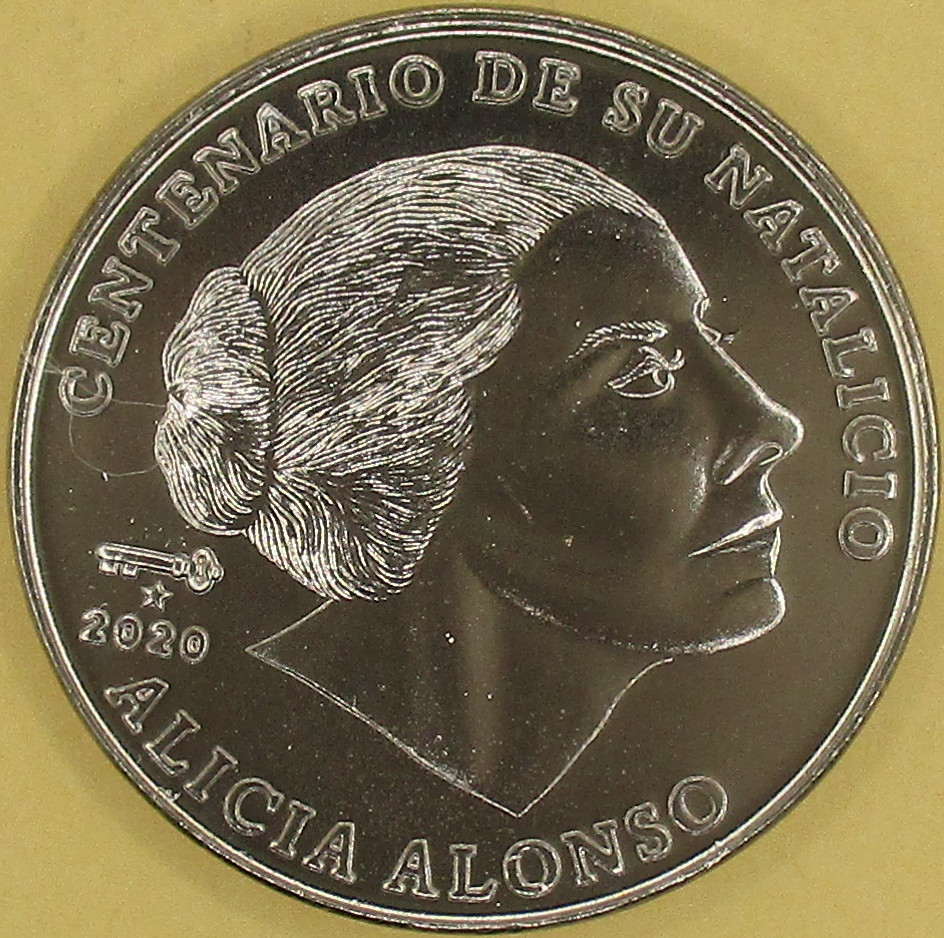 CENTENARIO DE SU NATALICIO
2020
ALICIA ALONSO